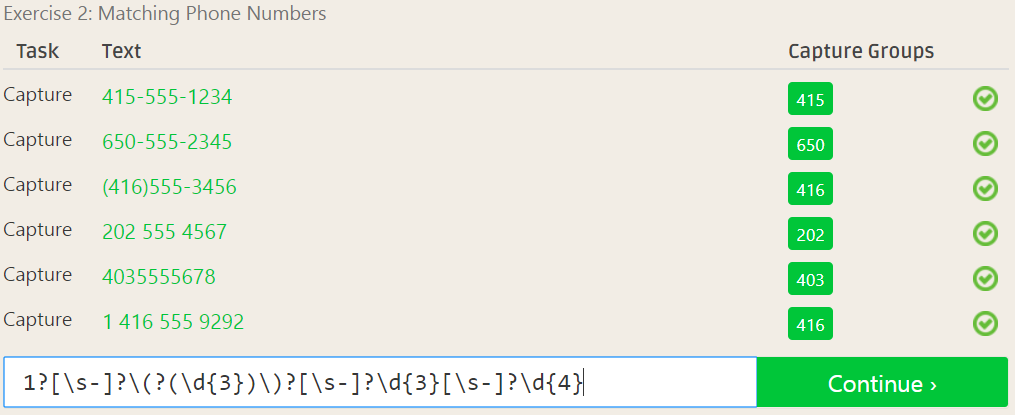 Exercise 2: Matching Phone Numbers
Task Text Capture Groups
Capture 415-555-1234 415
Capture 650-555-2345 650
Capture (416)555-3456 416
Capture 202 555 4567 202
Capture 4035555678 403
Capture 1 416 555 9292 416
1?[\s-]?\(?(\d{3})\)?[\s-]?\d{3}[\s-]?\d{4} Continue ›